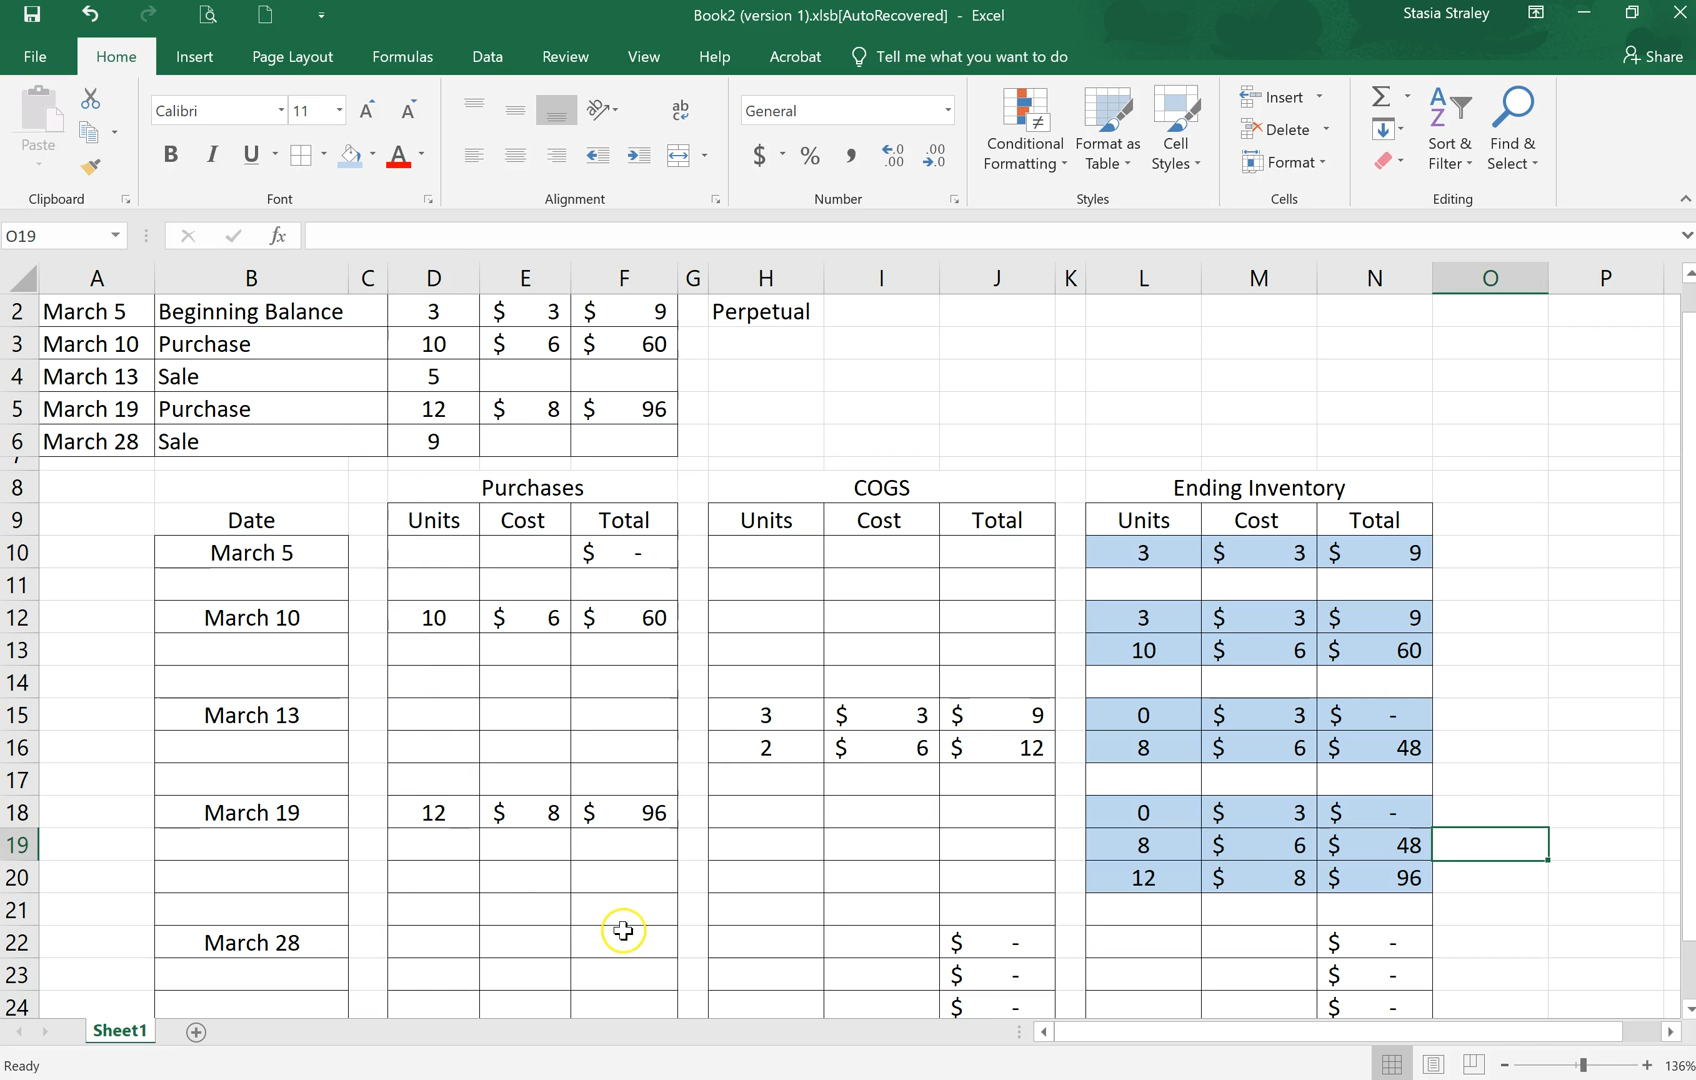 Book2 (version 1).xlsb[AutoRecovered] - Excel
Stasia Straley
File Home Insert Page Layout Formulas Data Review View Help Acrobat Tell me what you want to do Share
Paste
Calibri 11
B I U A
ab
General
$ % , .00 .00
Conditional Formatting
Format as Table
Cell Styles
Insert
Delete
Format
Sort & Filter
Find & Select
Clipboard Font Alignment Number Styles Cells Editing
O19 fx
A B C D E F G H I J K L M N O P
2 March 5 Beginning Balance 3 $ 3 $ 9 Perpetual
3 March 10 Purchase 10 $ 6 $ 60
4 March 13 Sale 5
5 March 19 Purchase 12 $ 8 $ 96
6 March 28 Sale 9
7
8 Purchases COGS Ending Inventory
9 Date Units Cost Total Units Cost Total Units Cost Total
10 March 5 $ - 3 $ 3 $ 9
11
12 March 10 10 $ 6 $ 60 3 $ 3 $ 9
13 10 $ 6 $ 60
14
15 March 13 3 $ 3 $ 9 0 $ 3 $ -
16 2 $ 6 $ 12 8 $ 6 $ 48
17
18 March 19 12 $ 8 $ 96 0 $ 3 $ -
19 8 $ 6 $ 48
20 12 $ 8 $ 96
21
22 March 28 $ - $ -
23 $ - $ -
24 $ - $ -
Sheet1
Ready
136%